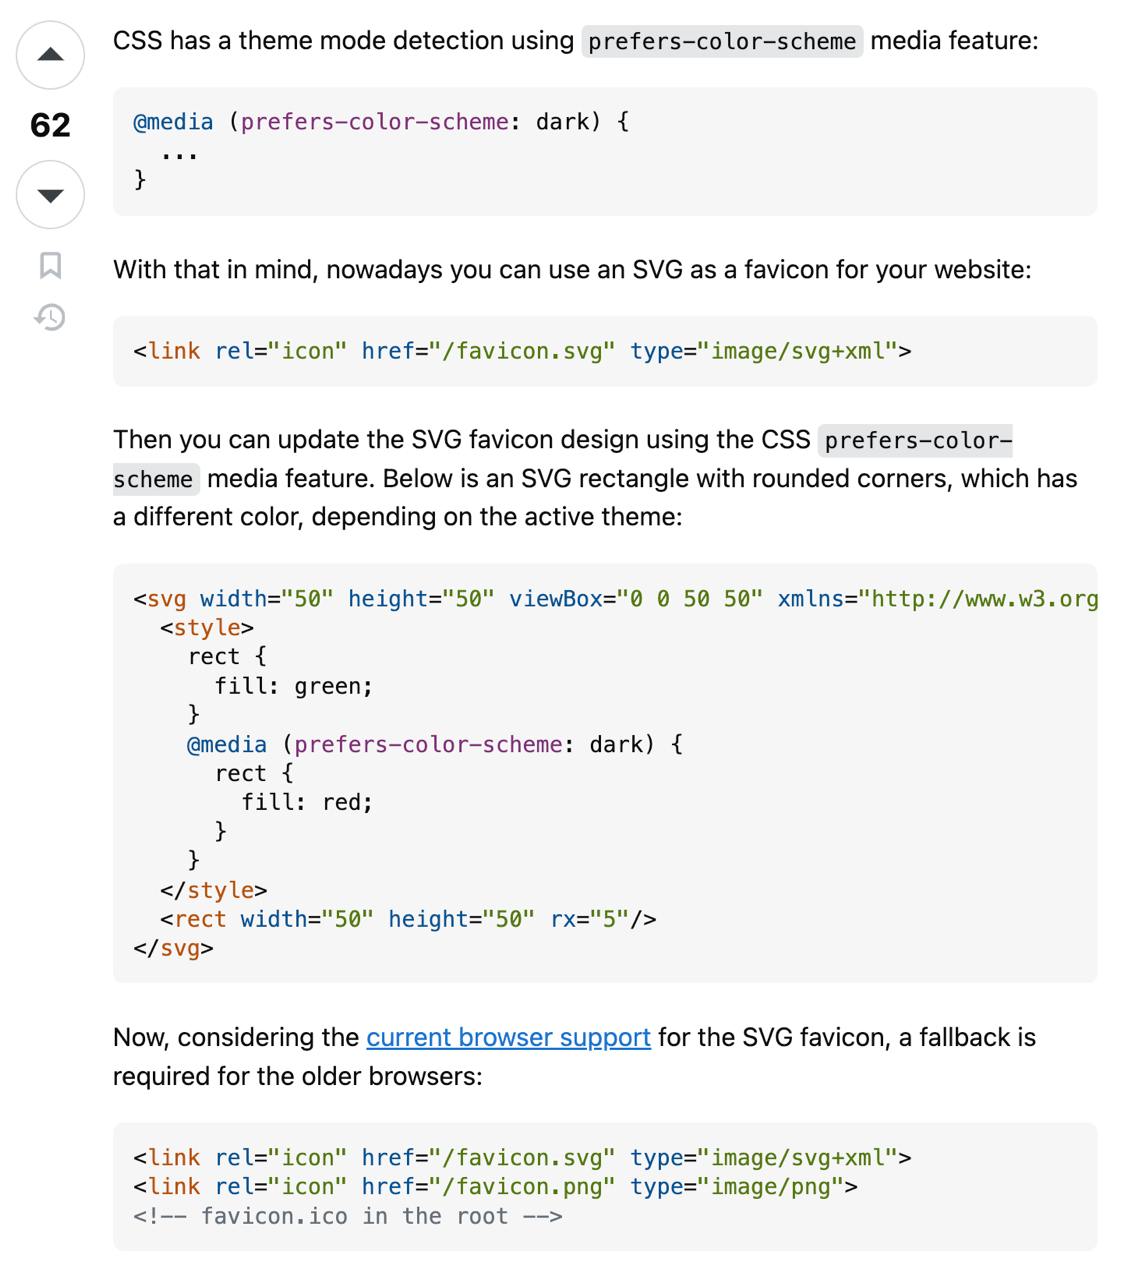 CSS has a theme mode detection using prefers-color-scheme media feature:
62
@media (prefers-color-scheme: dark) {
  ...
}
With that in mind, nowadays you can use an SVG as a favicon for your website:
<link rel="icon" href="/favicon.svg" type="image/svg+xml">
Then you can update the SVG favicon design using the CSS prefers-color-
scheme media feature. Below is an SVG rectangle with rounded corners, which has
a different color, depending on the active theme:
<svg width="50" height="50" viewBox="0 0 50 50" xmlns="http://www.w3.org
  <style>
    rect {
      fill: green;
    }
    @media (prefers-color-scheme: dark) {
      rect {
        fill: red;
      }
    }
  </style>
  <rect width="50" height="50" rx="5"/>
</svg>
Now, considering the current browser support for the SVG favicon, a fallback is
required for the older browsers:
<link rel="icon" href="/favicon.svg" type="image/svg+xml">
<link rel="icon" href="/favicon.png" type="image/png">
<!-- favicon.ico in the root -->